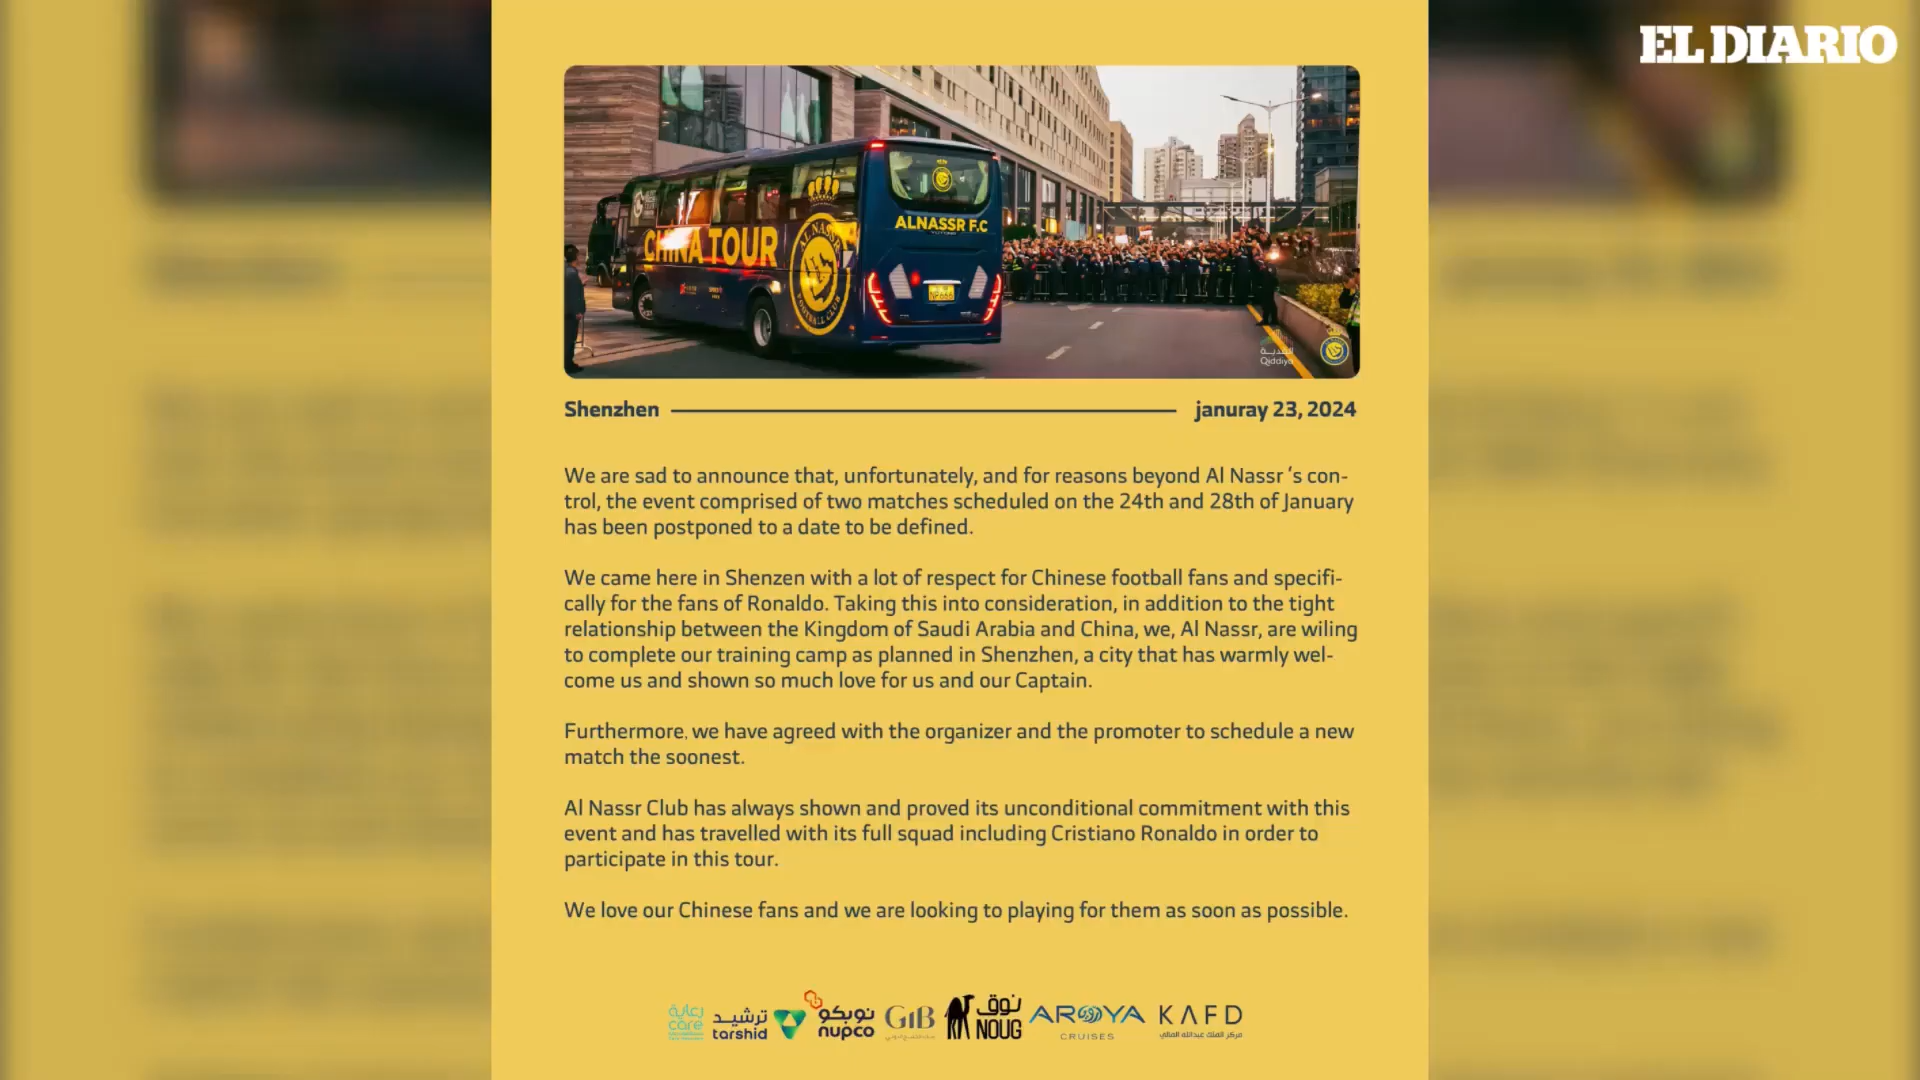 EL DIARIO
CHINA TOUR
AL NASSR
FOOTBALL CLUB
ALNASSR F.C
القدية
Qiddiya
Shenzhen januray 23, 2024
We are sad to announce that, unfortunately, and for reasons beyond Al Nassr ‘s con-
trol, the event comprised of two matches scheduled on the 24th and 28th of January
has been postponed to a date to be defined.
We came here in Shenzen with a lot of respect for Chinese football fans and specifi-
cally for the fans of Ronaldo. Taking this into consideration, in addition to the tight
relationship between the Kingdom of Saudi Arabia and China, we, Al Nassr, are wiling
to complete our training camp as planned in Shenzhen, a city that has warmly wel-
come us and shown so much love for us and our Captain.
Furthermore, we have agreed with the organizer and the promoter to schedule a new
match the soonest.
Al Nassr Club has always shown and proved its unconditional commitment with this
event and has travelled with its full squad including Cristiano Ronaldo in order to
participate in this tour.
We love our Chinese fans and we are looking to playing for them as soon as possible.
رعاية
care
ترشيد
tarshid
نوبكو
nupco
GIB
نوق
NOUG
AROYA
CRUISES
KAFD
مركز الملك عبدالله المالي